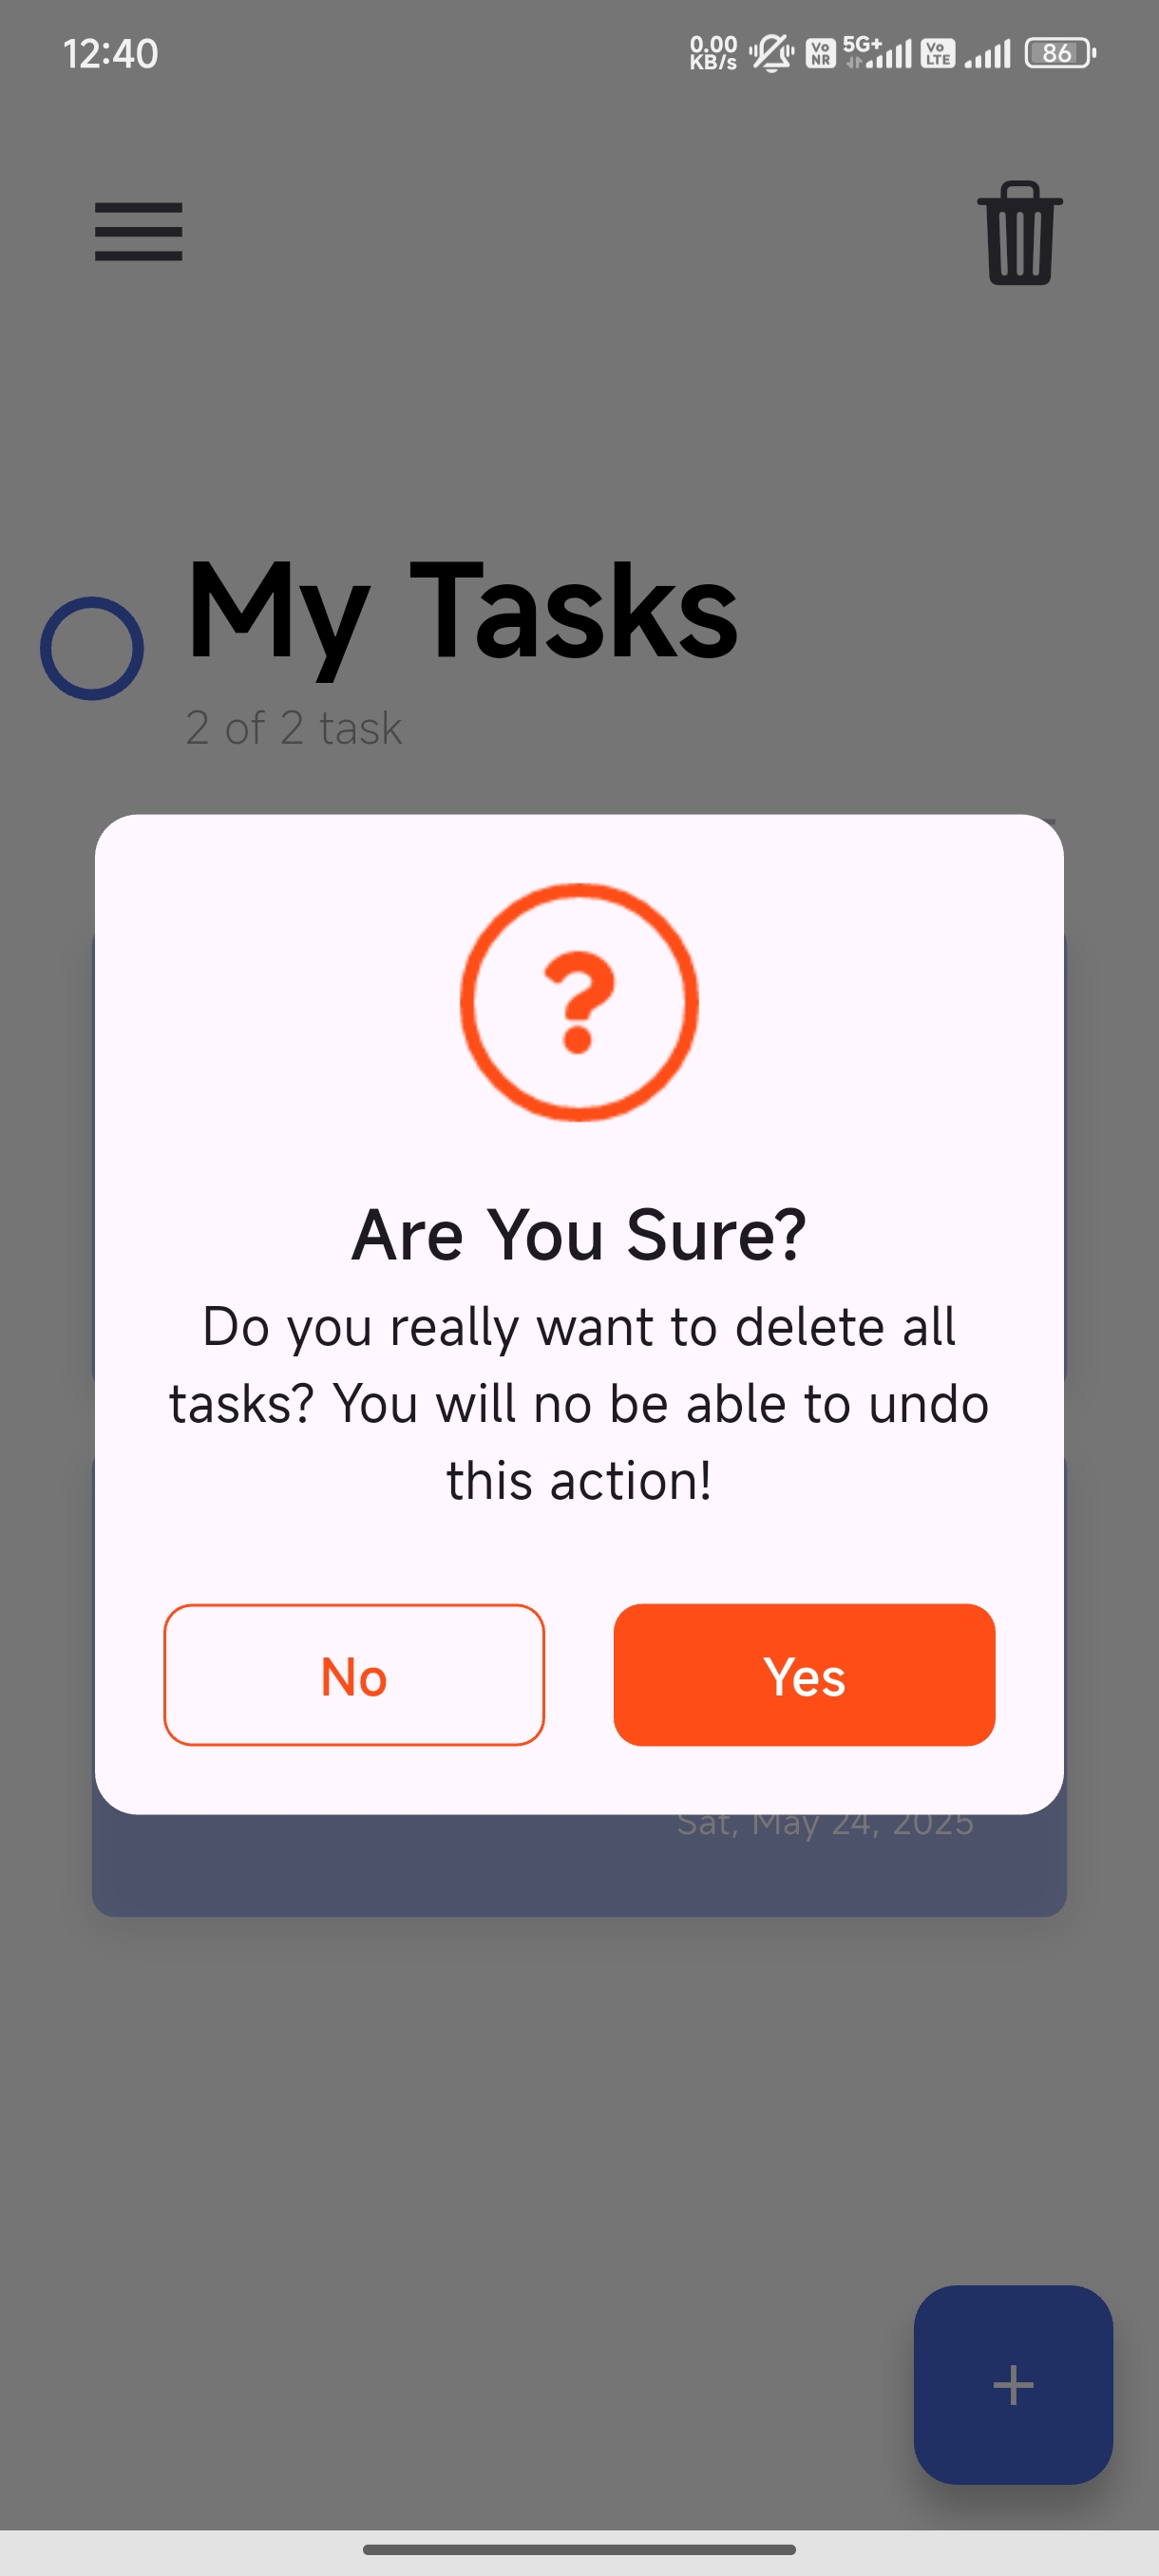 12:40
0.00
KB/s
Vo
NR
5G+
Vo
LTE
86
My Tasks
2 of 2 task
?
Are You Sure?
Do you really want to delete all
tasks? You will no be able to undo
this action!
No
Yes
Sat, May 24, 2025
+